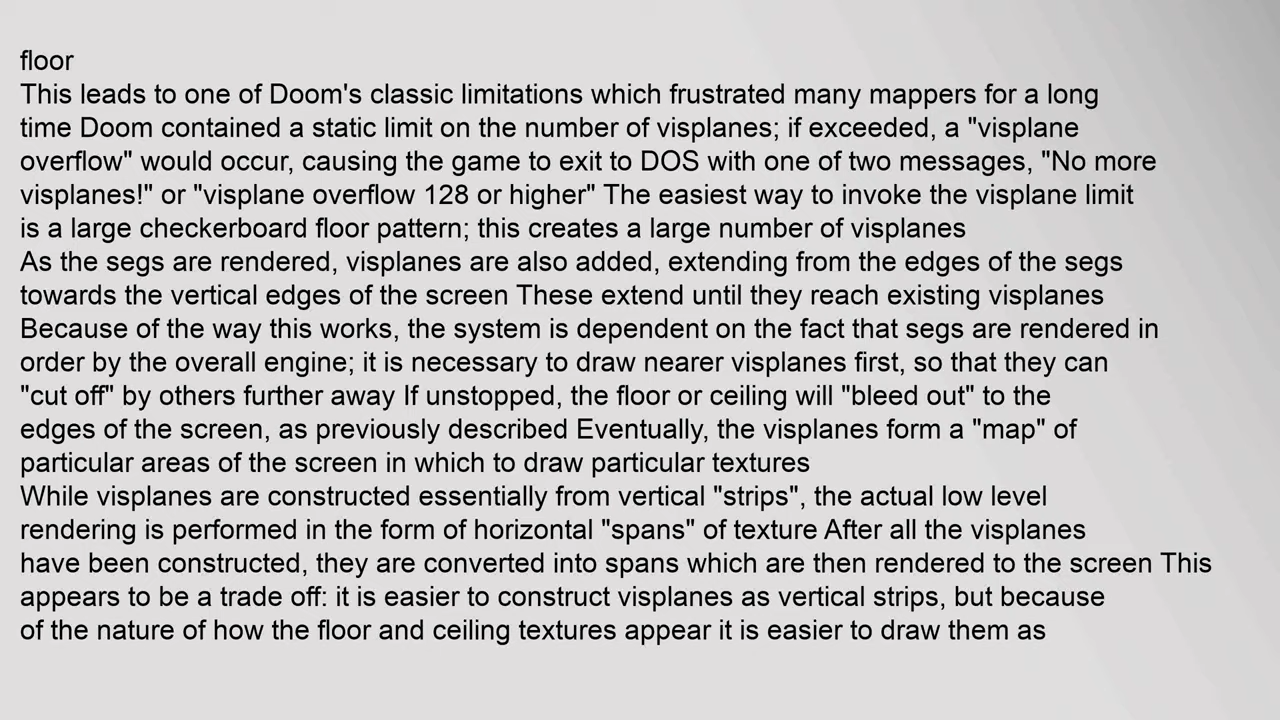 floor
This leads to one of Doom's classic limitations which frustrated many mappers for a long
time Doom contained a static limit on the number of visplanes; if exceeded, a "visplane
overflow" would occur, causing the game to exit to DOS with one of two messages, "No more
visplanes!" or "visplane overflow 128 or higher" The easiest way to invoke the visplane limit
is a large checkerboard floor pattern; this creates a large number of visplanes
As the segs are rendered, visplanes are also added, extending from the edges of the segs
towards the vertical edges of the screen These extend until they reach existing visplanes
Because of the way this works, the system is dependent on the fact that segs are rendered in
order by the overall engine; it is necessary to draw nearer visplanes first, so that they can
"cut off" by others further away If unstopped, the floor or ceiling will "bleed out" to the
edges of the screen, as previously described Eventually, the visplanes form a "map" of
particular areas of the screen in which to draw particular textures
While visplanes are constructed essentially from vertical "strips", the actual low level
rendering is performed in the form of horizontal "spans" of texture After all the visplanes
have been constructed, they are converted into spans which are then rendered to the screen This
appears to be a trade off: it is easier to construct visplanes as vertical strips, but because
of the nature of how the floor and ceiling textures appear it is easier to draw them as